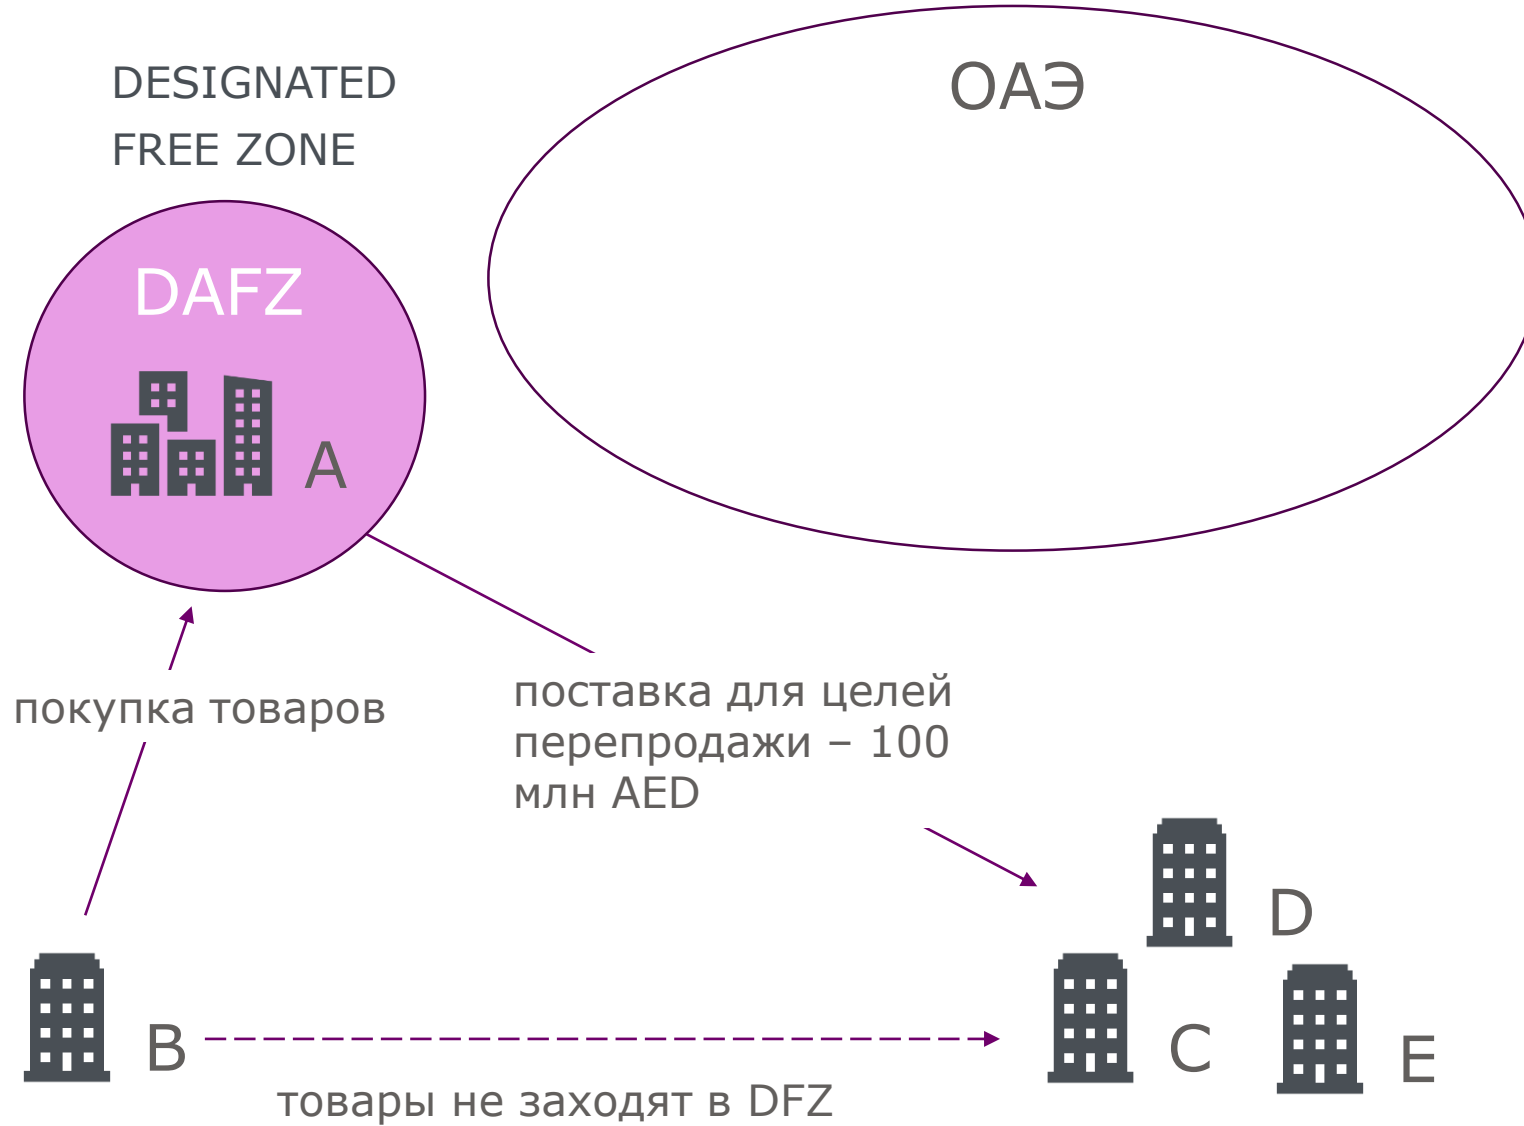 DESIGNATED
FREE ZONE
ОАЭ
DAFZ
A
покупка товаров
поставка для целей
перепродажи – 100
млн AED
D
B
C
E
товары не заходят в DFZ